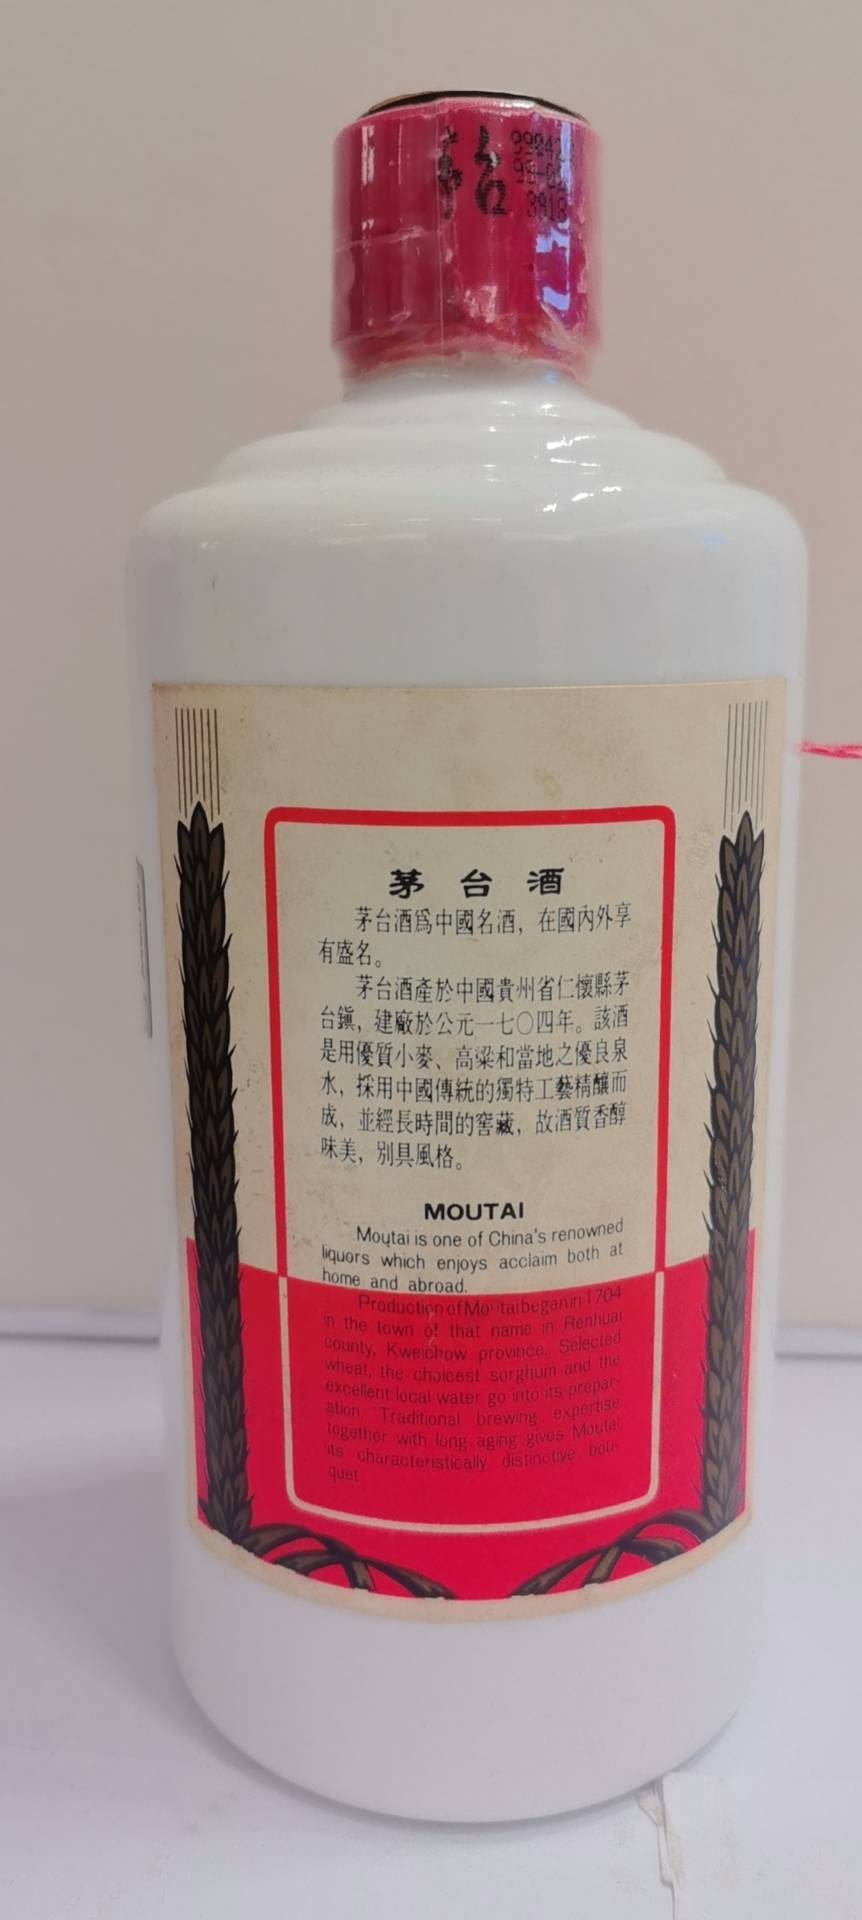 茅台
茅台酒
茅台酒爲中國名酒，在國內外享
有盛名。
茅台酒產於中國貴州省仁懷縣茅
台鎭，建廠於公元一七〇四年。該酒
是用優質小麥、高粱和當地之優良泉
水，採用中國傳統的獨特工藝精釀而
成，並經長時間的窖藏，故酒質香醇
味美，別具風格。
MOUTAI
Moutai is one of China's renowned
liquors which enjoys acclaim both at
home and abroad.
Production of Moutai began in 1704
in the town of that name in Renhuai
county, Kweichow province. Selected
wheat, the choicest sorghum and the
excellent local water go into its prepar-
ation. Traditional brewing expertise
together with long aging gives Moutai
its characteristically distinctive bou-
quet.